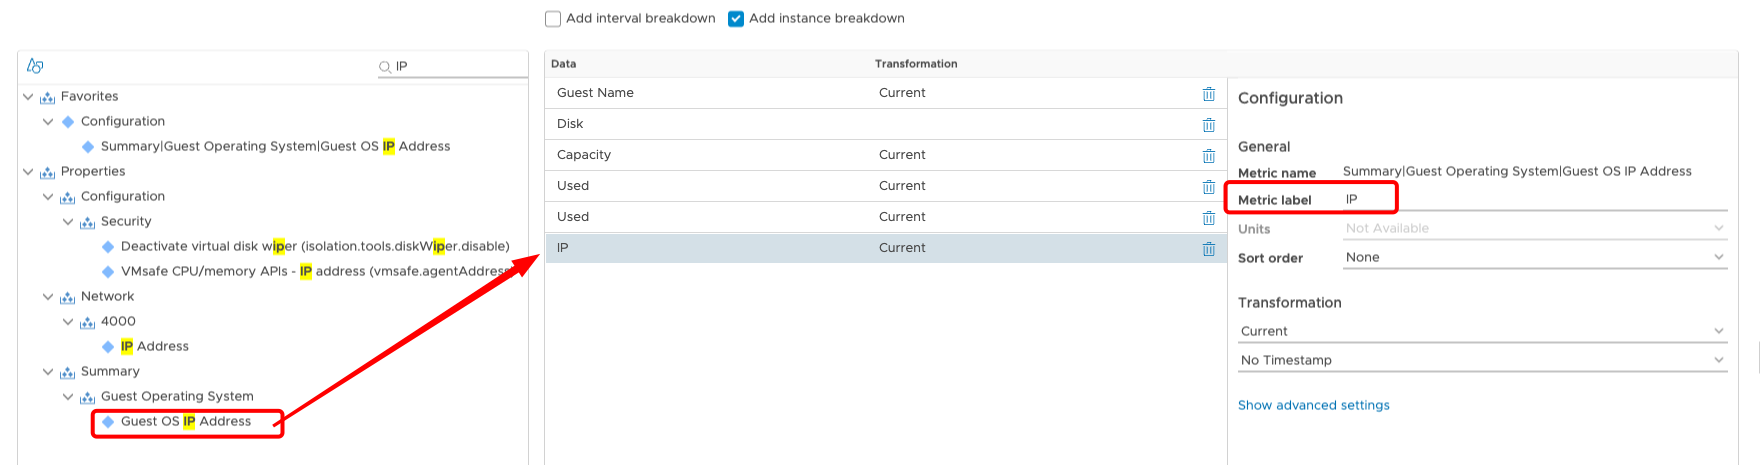 Add interval breakdown Add instance breakdown
IP
Favorites
Configuration
Summary|Guest Operating System|Guest OS IP Address
Properties
Configuration
Security
Deactivate virtual disk wiper (isolation.tools.diskWiper.disable)
VMsafe CPU/memory APIs - IP address (vmsafe.agentAddress)
Network
4000
IP Address
Summary
Guest Operating System
Guest OS IP Address
Data Transformation
Guest Name Current
Disk
Capacity Current
Used Current
Used Current
IP Current
Configuration
General
Metric name Summary|Guest Operating System|Guest OS IP Address
Metric label IP
Units Not Available
Sort order None
Transformation
Current
No Timestamp
Show advanced settings